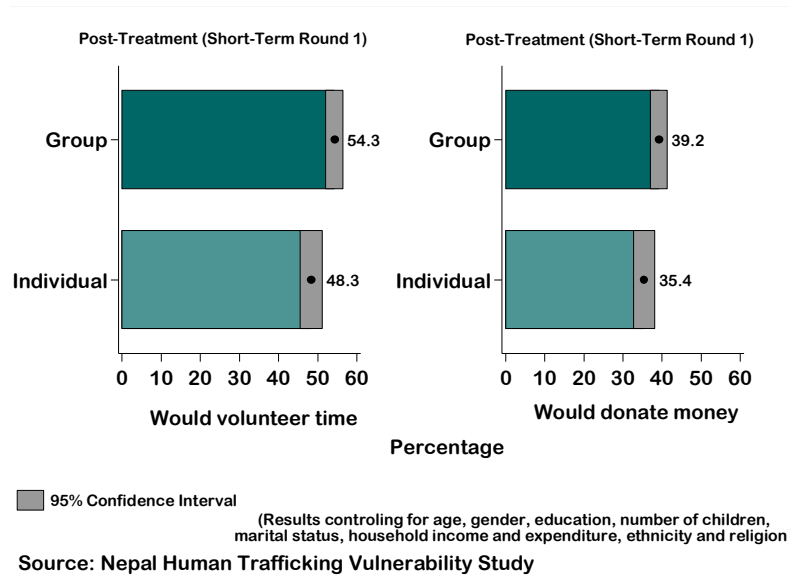 Post-Treatment (Short-Term Round 1)
Group
54.3
Individual
48.3
0 10 20 30 40 50 60
Would volunteer time
Post-Treatment (Short-Term Round 1)
Group
39.2
Individual
35.4
0 10 20 30 40 50 60
Would donate money
Percentage
95% Confidence Interval
(Results controling for age, gender, education, number of children,
marital status, household income and expenditure, ethnicity and religion
Source: Nepal Human Trafficking Vulnerability Study